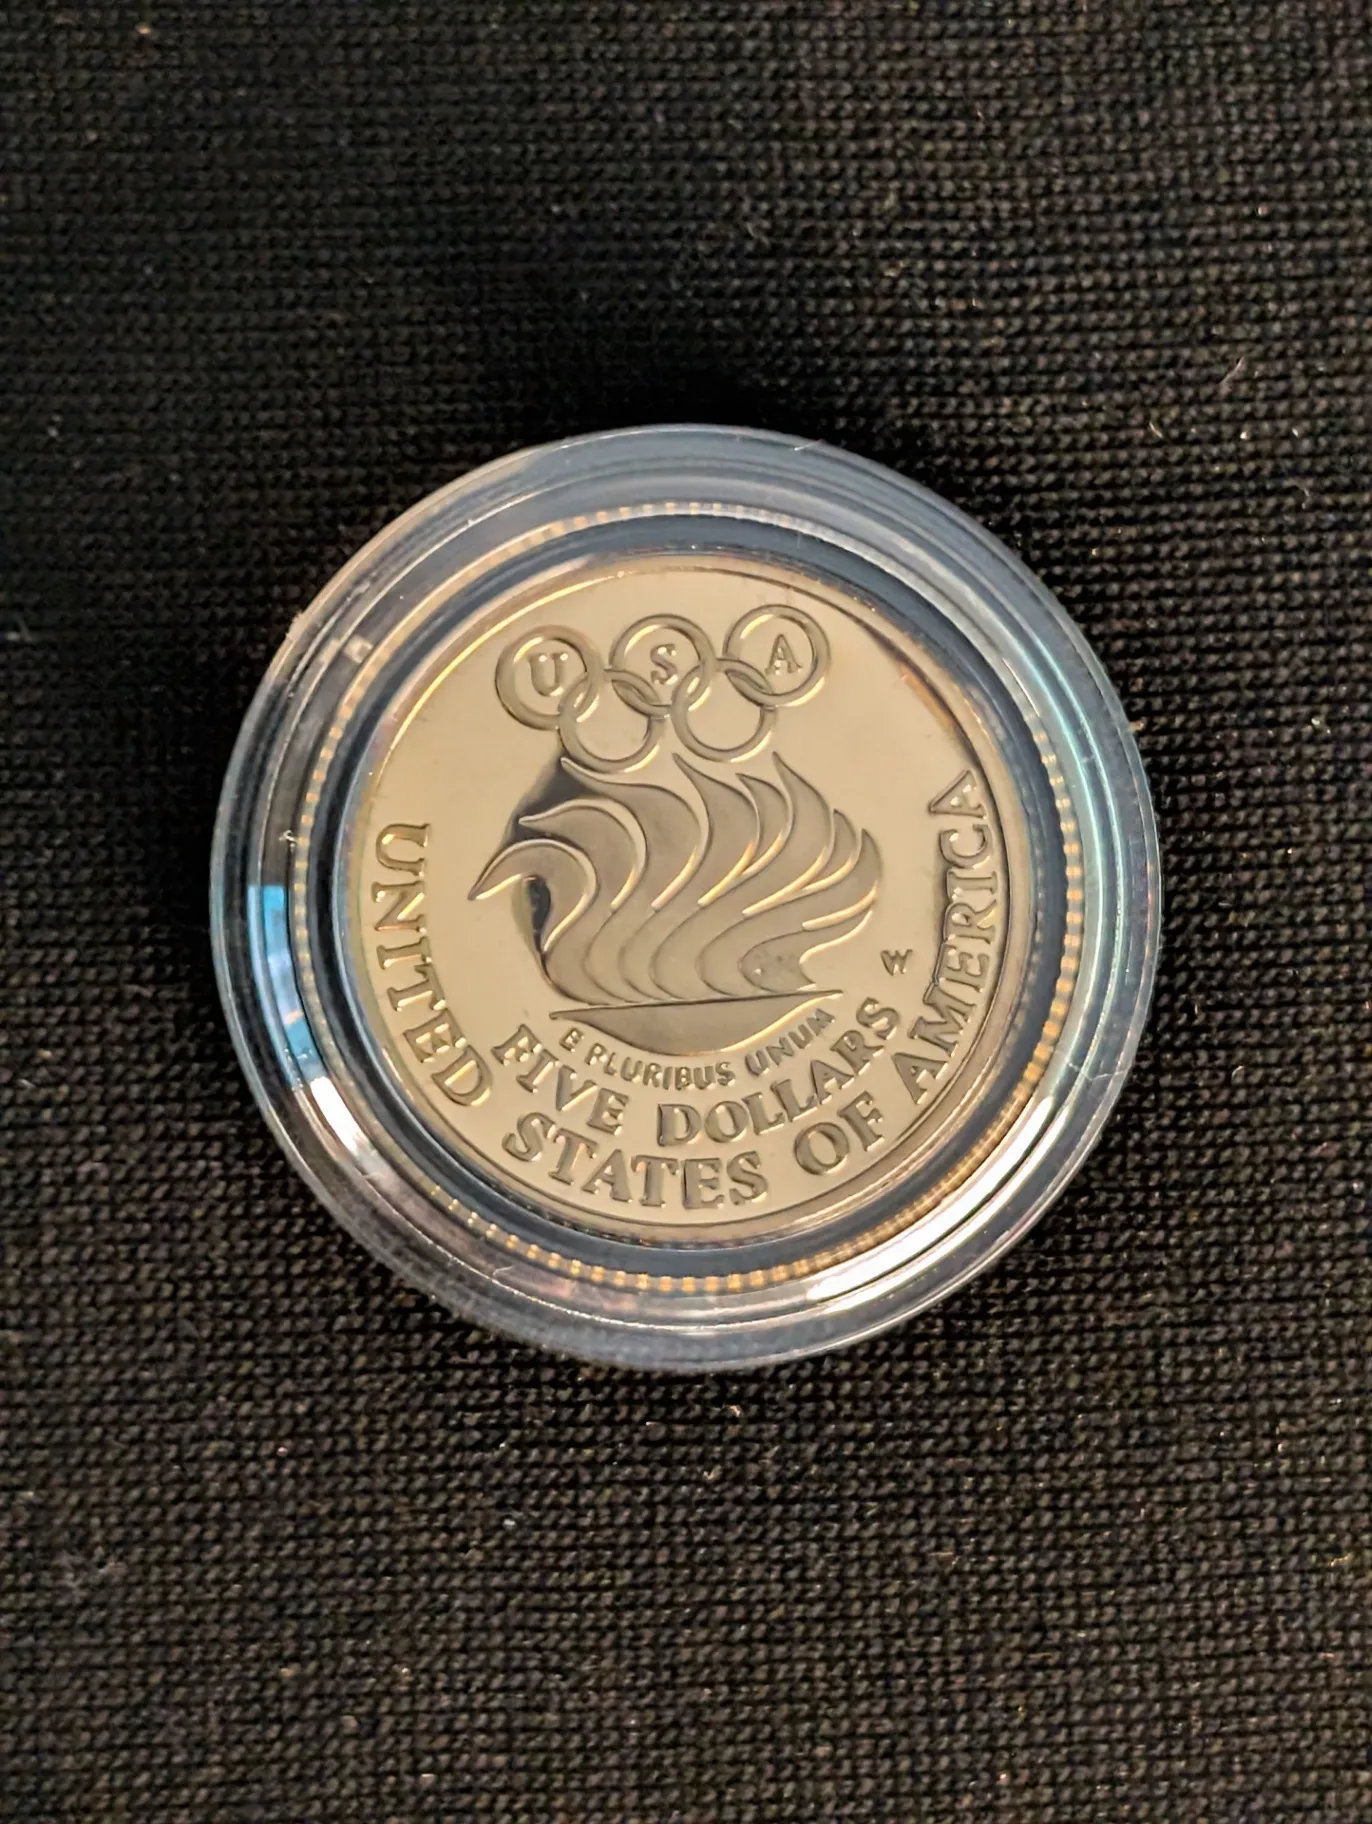 U S A
W
E PLURIBUS UNUM
FIVE DOLLARS
UNITED STATES OF AMERICA